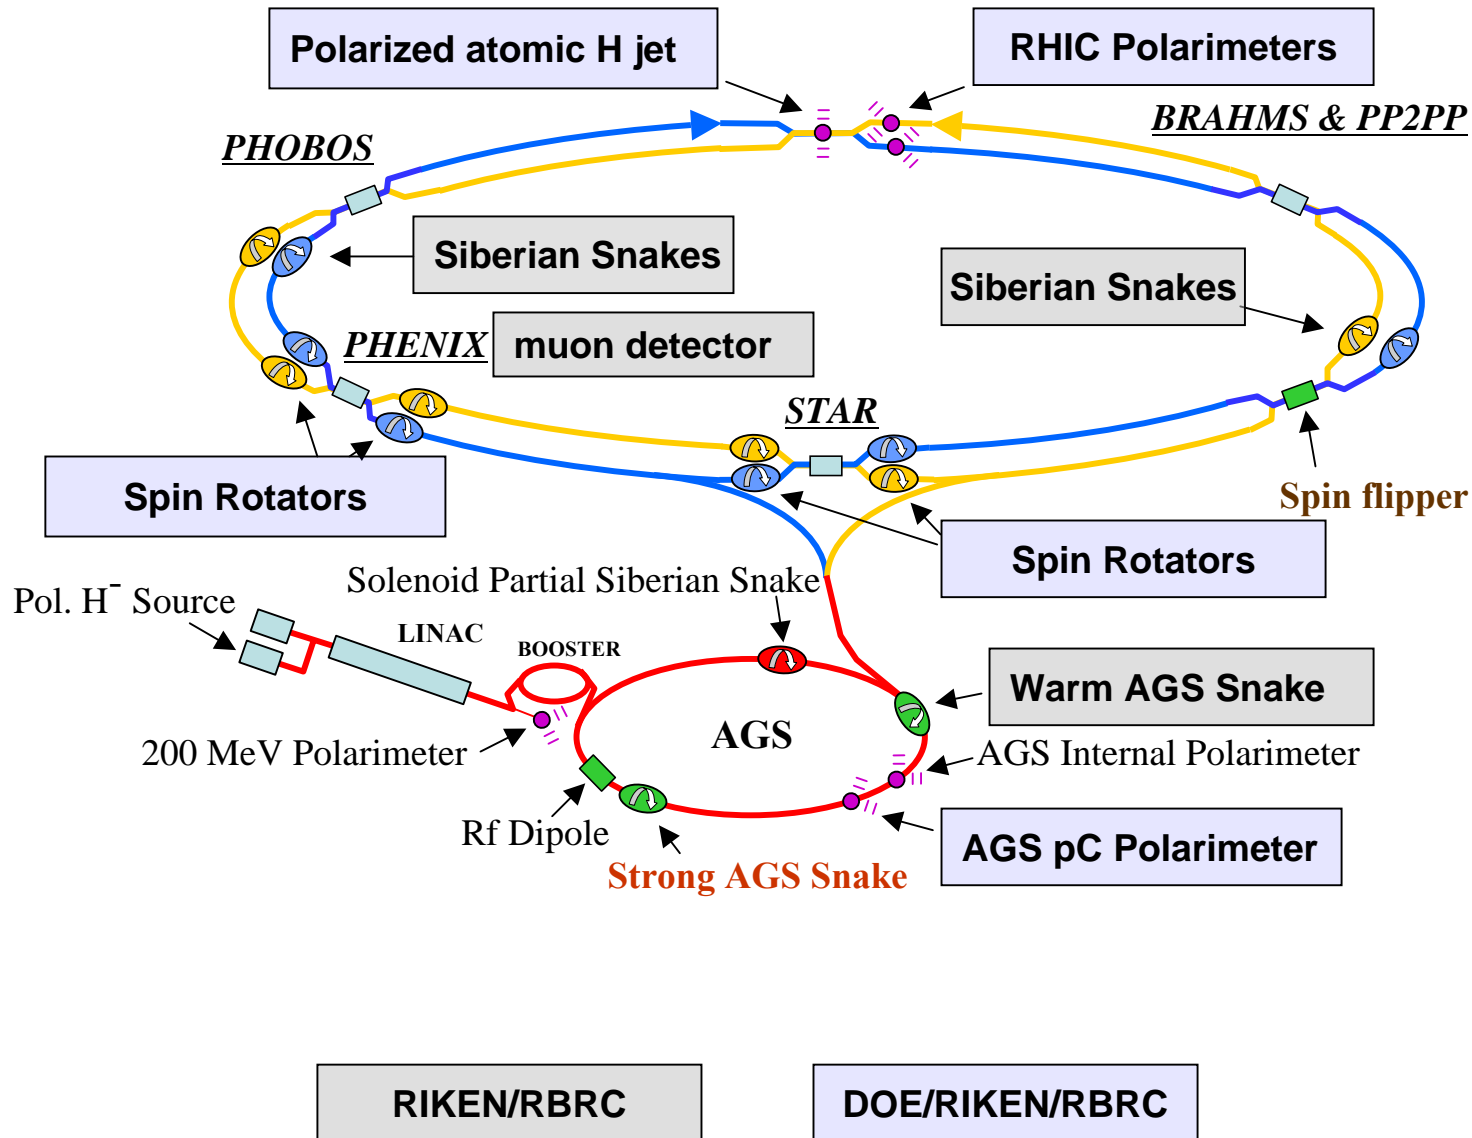 Polarized atomic H jet
RHIC Polarimeters
BRAHMS & PP2PP
PHOBOS
Siberian Snakes
Siberian Snakes
PHENIX
muon detector
STAR
Spin Rotators
Spin flipper
Spin Rotators
Solenoid Partial Siberian Snake
Pol. H⁻ Source
LINAC
BOOSTER
Warm AGS Snake
AGS
200 MeV Polarimeter
AGS Internal Polarimeter
Rf Dipole
AGS pC Polarimeter
Strong AGS Snake
RIKEN/RBRC
DOE/RIKEN/RBRC